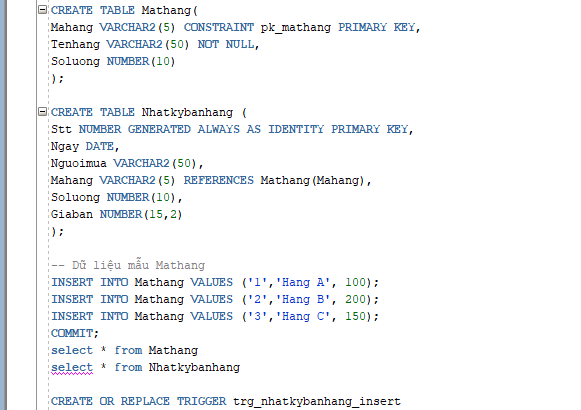 CREATE TABLE Mathang(
Mahang VARCHAR2(5) CONSTRAINT pk_mathang PRIMARY KEY,
Tenhang VARCHAR2(50) NOT NULL,
Soluong NUMBER(10)
);
CREATE TABLE Nhatkybanhang (
Stt NUMBER GENERATED ALWAYS AS IDENTITY PRIMARY KEY,
Ngay DATE,
Nguoimua VARCHAR2(50),
Mahang VARCHAR2(5) REFERENCES Mathang(Mahang),
Soluong NUMBER(10),
Giaban NUMBER(15,2)
);
-- Dữ liệu mẫu Mathang
INSERT INTO Mathang VALUES ('1','Hang A', 100);
INSERT INTO Mathang VALUES ('2','Hang B', 200);
INSERT INTO Mathang VALUES ('3','Hang C', 150);
COMMIT;
select * from Mathang
select * from Nhatkybanhang
CREATE OR REPLACE TRIGGER trg_nhatkybanhang_insert